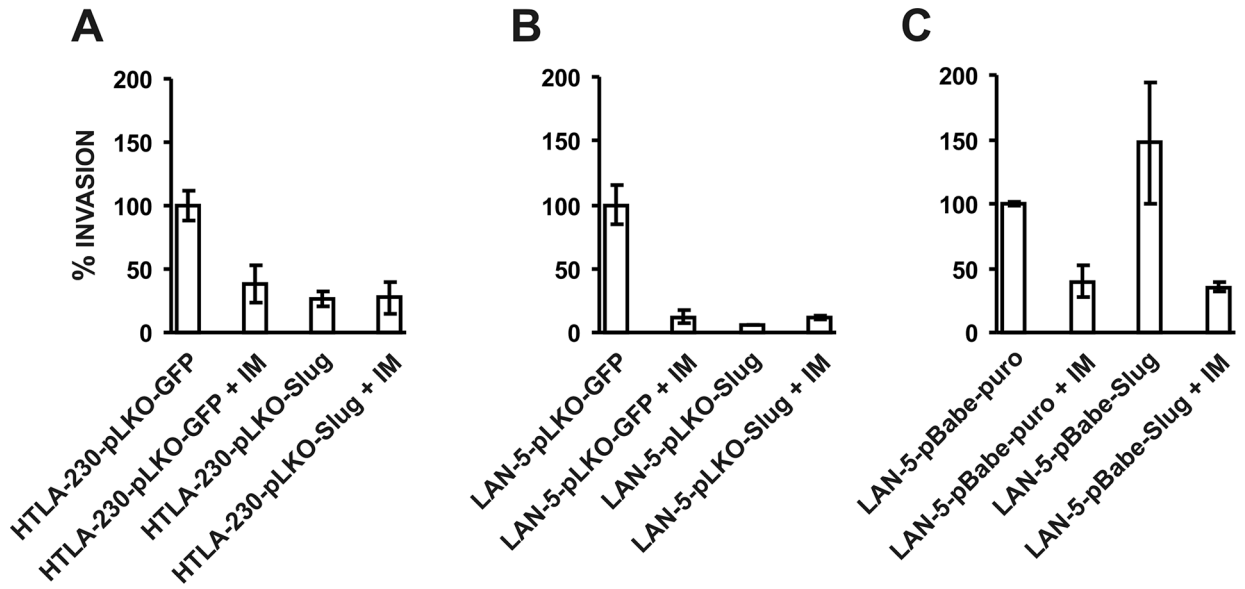 A
B
C
% INVASION
200
150
100
50
0
HTLA-230-pLKO-GFP
HTLA-230-pLKO-GFP + IM
HTLA-230-pLKO-Slug
HTLA-230-pLKO-Slug + IM
200
150
100
50
0
LAN-5-pLKO-GFP
LAN-5-pLKO-GFP + IM
LAN-5-pLKO-Slug
LAN-5-pLKO-Slug + IM
200
150
100
50
0
LAN-5-pBabe-puro
LAN-5-pBabe-puro + IM
LAN-5-pBabe-Slug
LAN-5-pBabe-Slug + IM